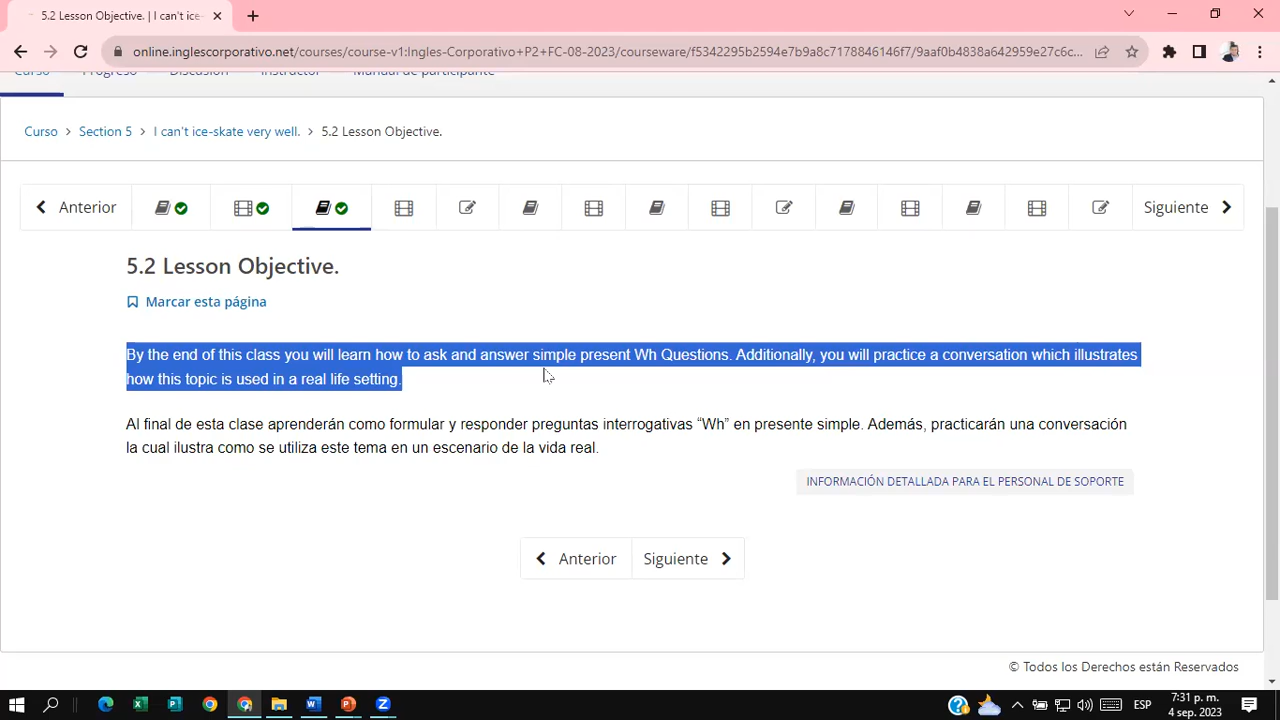 5.2 Lesson Objective. | I can't ice-
online.inglescorporativo.net/courses/course-v1:Ingles-Corporativo+P2+FC-08-2023/courseware/f5342295b2594e7b9a8c7178846146f7/9aaf0b4838a642959e27c6c...
Curso Progreso Discusión Instructor Manual de participante
Curso > Section 5 > I can't ice-skate very well. > 5.2 Lesson Objective.
Anterior Siguiente
5.2 Lesson Objective.
Marcar esta página
By the end of this class you will learn how to ask and answer simple present Wh Questions. Additionally, you will practice a conversation which illustrates
how this topic is used in a real life setting.
Al final de esta clase aprenderán como formular y responder preguntas interrogativas “Wh” en presente simple. Además, practicarán una conversación
la cual ilustra como se utiliza este tema en un escenario de la vida real.
INFORMACIÓN DETALLADA PARA EL PERSONAL DE SOPORTE
Anterior Siguiente
© Todos los Derechos están Reservados
ESP
7:31 p. m.
4 sep. 2023